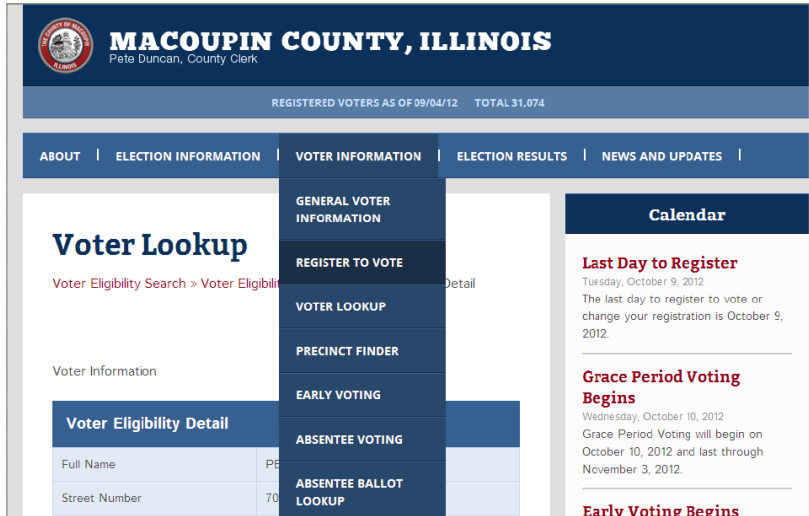 MACOUPIN COUNTY, ILLINOIS
Pete Duncan, County Clerk
REGISTERED VOTERS AS OF 09/04/12 TOTAL 31,074
ABOUT | ELECTION INFORMATION | VOTER INFORMATION | ELECTION RESULTS | NEWS AND UPDATES |
GENERAL VOTER
INFORMATION
REGISTER TO VOTE
VOTER LOOKUP
PRECINCT FINDER
EARLY VOTING
ABSENTEE VOTING
ABSENTEE BALLOT
LOOKUP
Voter Lookup
Voter Eligibility Search » Voter
Voter Information
Voter Eligibility Detail
Full Name
Street Number
Calendar
Last Day to Register
Tuesday, October 9, 2012
The last day to register to vote or
change your registration is October 9,
2012.
Grace Period Voting
Begins
Wednesday, October 10, 2012
Grace Period Voting will begin on
October 10, 2012 and last through
November 3, 2012.
Early Voting Begins